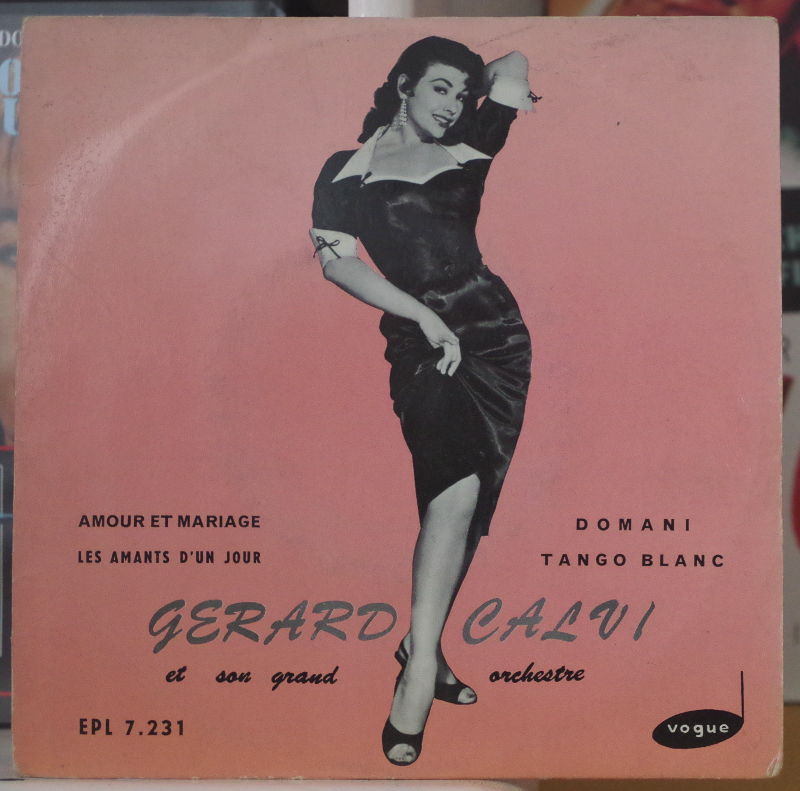 AMOUR ET MARIAGE
LES AMANTS D'UN JOUR
DOMANI
TANGO BLANC
GERARD CALVI
et son grand orchestre
EPL 7.231
vogue